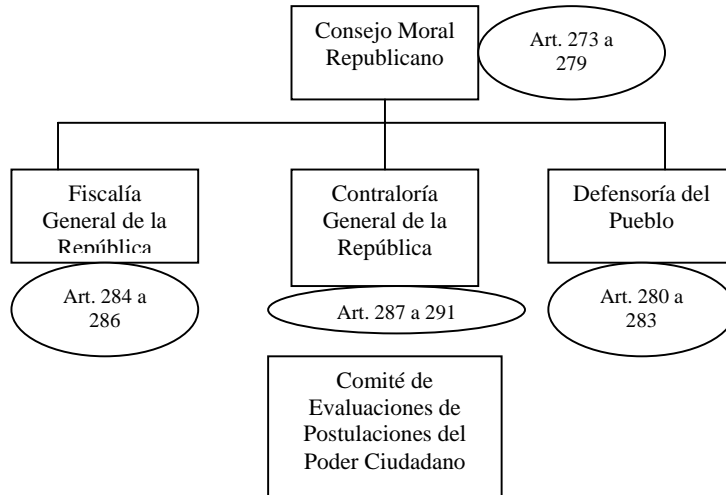 Consejo Moral
Republicano
Art. 273 a
279
Fiscalía
General de la
República
Art. 284 a
286
Contraloría
General de la
República
Art. 287 a 291
Defensoría del
Pueblo
Art. 280 a
283
Comité de
Evaluaciones de
Postulaciones del
Poder Ciudadano